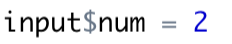 input$num = 2